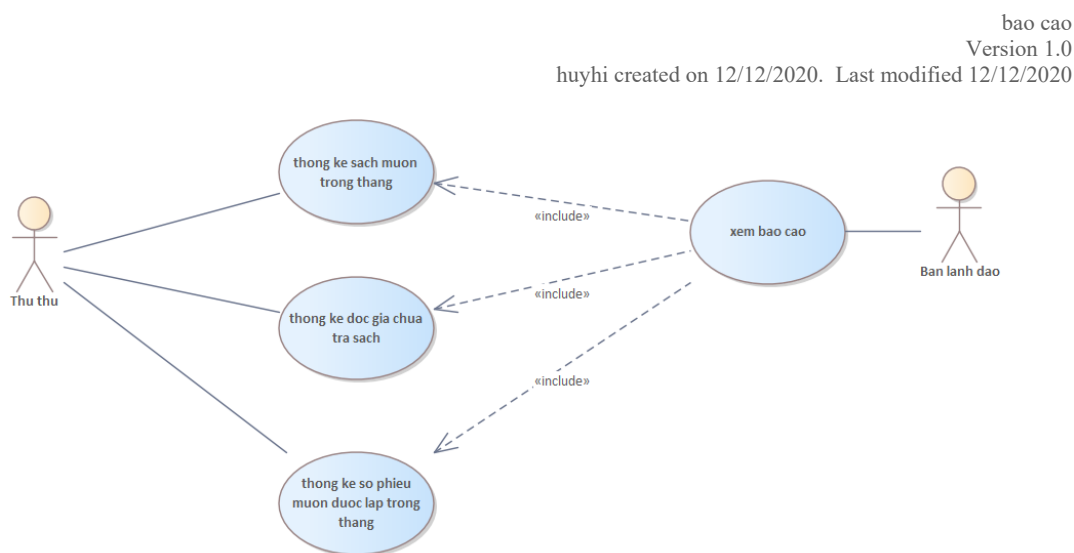 bao cao
Version 1.0
huyhi created on 12/12/2020.  Last modified 12/12/2020
thong ke sach muon
trong thang
«include»
xem bao cao
Ban lanh dao
Thu thu
thong ke doc gia chua
tra sach
«include»
«include»
thong ke so phieu
muon duoc lap trong
thang